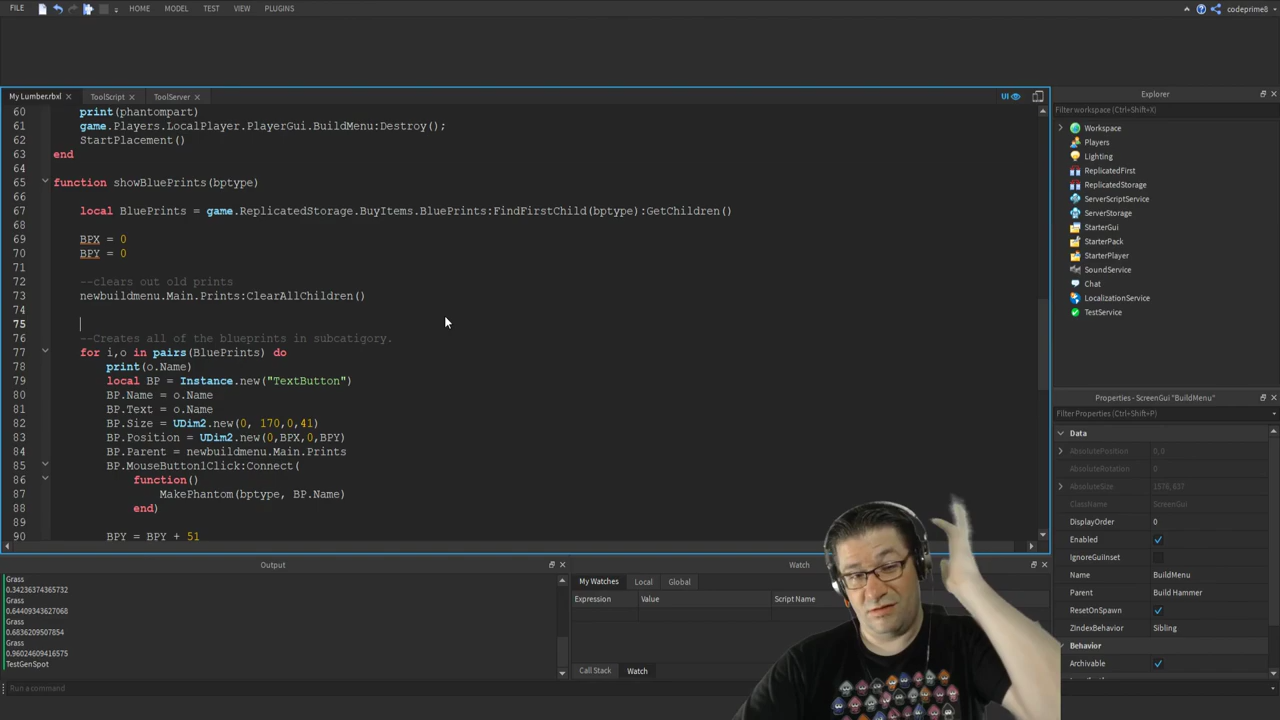 FILE
HOME
MODEL
TEST
VIEW
PLUGINS
codeprime8
My Lumber.rbxl
ToolScript
ToolServer
UI
60 print(phantompart)
61 game.Players.LocalPlayer.PlayerGui.BuildMenu:Destroy();
62 StartPlacement()
63 end
64
65 function showBluePrints(bptype)
66
67 local BluePrints = game.ReplicatedStorage.BuyItems.BluePrints:FindFirstChild(bptype):GetChildren()
68
69 BPX = 0
70 BPY = 0
71
72 --clears out old prints
73 newbuildmenu.Main.Prints:ClearAllChildren()
74
75
76 --Creates all of the blueprints in subcatigory.
77 for i,o in pairs(BluePrints) do
78 print(o.Name)
79 local BP = Instance.new("TextButton")
80 BP.Name = o.Name
81 BP.Text = o.Name
82 BP.Size = UDim2.new(0, 170,0,41)
83 BP.Position = UDim2.new(0,BPX,0,BPY)
84 BP.Parent = newbuildmenu.Main.Prints
85 BP.MouseButton1Click:Connect(
86 function()
87 MakePhantom(bptype, BP.Name)
88 end)
89
90 BPY = BPY + 51
Explorer
Filter workspace (Ctrl+Shift+X)
Workspace
Players
Lighting
ReplicatedFirst
ReplicatedStorage
ServerScriptService
ServerStorage
StarterGui
StarterPack
StarterPlayer
SoundService
Chat
LocalizationService
TestService
Properties - ScreenGui "BuildMenu"
Filter Properties (Ctrl+Shift+P)
Data
AbsolutePosition 0, 0
AbsoluteRotation 0
AbsoluteSize 1576, 837
ClassName ScreenGui
DisplayOrder 0
Enabled
IgnoreGuiInset
Name BuildMenu
Parent Build Hammer
ResetOnSpawn
ZIndexBehavior Sibling
Behavior
Archivable
Output
Grass
0.34236374365732
Grass
0.64409343627068
Grass
0.6836209507854
Grass
0.96024609416575
TestGenSpot
Watch
My Watches
Local
Global
Expression
Value
Script Name
Call Stack
Watch
Run a command